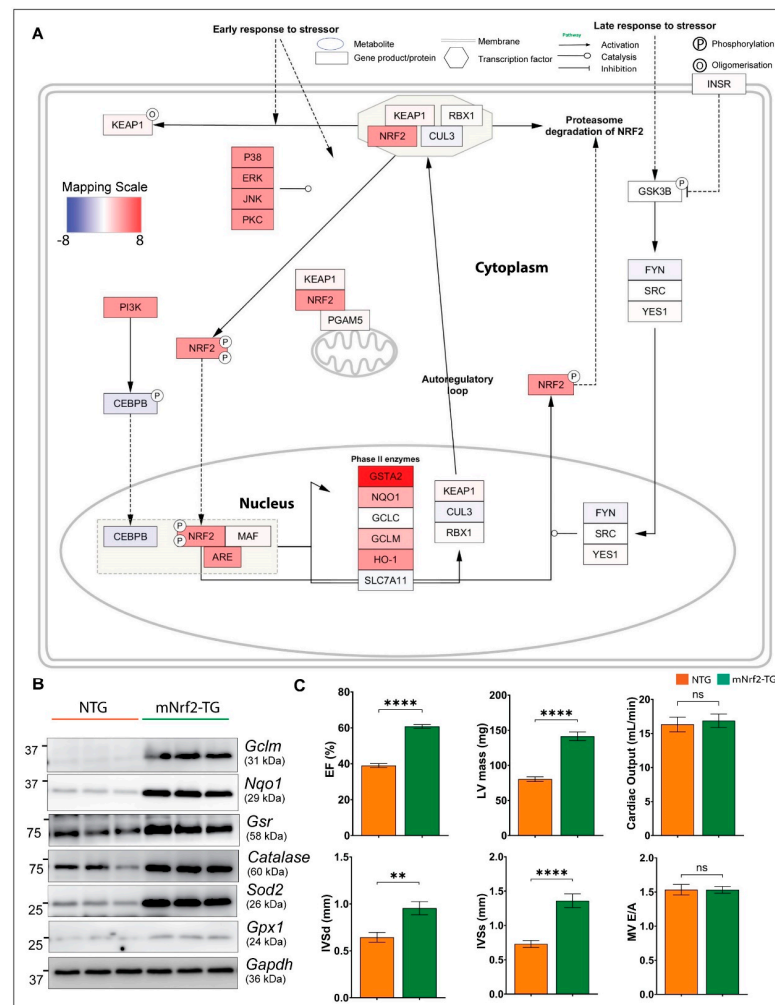 A
Early response to stressor
Late response to stressor
Metabolite
Gene product/protein
Membrane
Transcription factor
Pathway
Activation
Catalysis
Inhibition
P Phosphorylation
O Oligomerisation
INSR
KEAP1 O
KEAP1 RBX1
NRF2 CUL3
Proteasome
degradation of NRF2
P38
ERK
JNK
PKC
Mapping Scale
-8 8
GSK3B P
Cytoplasm
FYN
SRC
YES1
KEAP1
NRF2
PGAM5
PI3K
NRF2 P
P
CEBPB P
Autoregulatory
loop
NRF2 P
Nucleus
Phase II enzymes
GSTA2
NQO1
GCLC
GCLM
HO-1
SLC7A11
KEAP1
CUL3
RBX1
FYN
SRC
YES1
CEBPB
P
P NRF2 MAF
ARE
B
NTG mNrf2-TG
37 Gclm
(31 kDa)
37 Nqo1
(29 kDa)
75 Gsr
(58 kDa)
75 Catalase
(60 kDa)
25 Sod2
(26 kDa)
25 Gpx1
(24 kDa)
37 Gapdh
(36 kDa)
C
NTG mNrf2-TG
EF (%)
80
60
40
20
0
****
LV mass (mg)
200
150
100
50
0
****
Cardiac Output (mL/min)
20
15
10
5
0
ns
IVSd (mm)
1.5
1.0
0.5
0.0
**
IVSs (mm)
2.0
1.5
1.0
0.5
0.0
****
MV E/A
2.0
1.5
1.0
0.5
0.0
ns